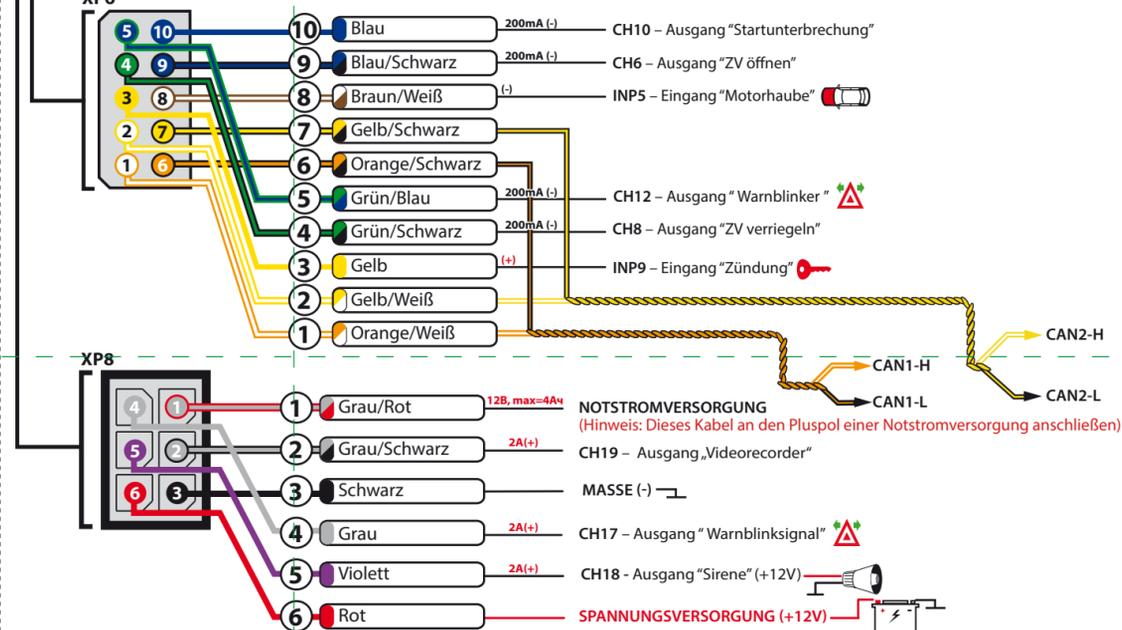 5 10 10 Blau 200mA (-) CH10 – Ausgang “Startunterbrechung”
4 9 9 Blau/Schwarz 200mA (-) CH6 – Ausgang “ZV öffnen”
3 8 8 Braun/Weiß (-) INP5 – Eingang “Motorhaube”
2 7 7 Gelb/Schwarz
1 6 6 Orange/Schwarz
5 Grün/Blau 200mA (-) CH12 – Ausgang “ Warnblinker ”
4 Grün/Schwarz 200mA (-) CH8 – Ausgang “ZV verriegeln”
3 Gelb (+) INP9 – Eingang “Zündung”
2 Gelb/Weiß
1 Orange/Weiß
CAN2-H
CAN1-H
CAN2-L
CAN1-L
XP8
4 1 1 Grau/Rot 12В, max=4Aч NOTSTROMVERSORGUNG
(Hinweis: Dieses Kabel an den Pluspol einer Notstromversorgung anschließen)
5 2 2 Grau/Schwarz 2A(+) CH19 – Ausgang „Videorecorder“
6 3 3 Schwarz MASSE (-)
4 Grau 2A(+) CH17 – Ausgang “ Warnblinksignal”
5 Violett 2A(+) CH18 - Ausgang “Sirene” (+12V)
6 Rot SPANNUNGSVERSORGUNG (+12V)
+ -